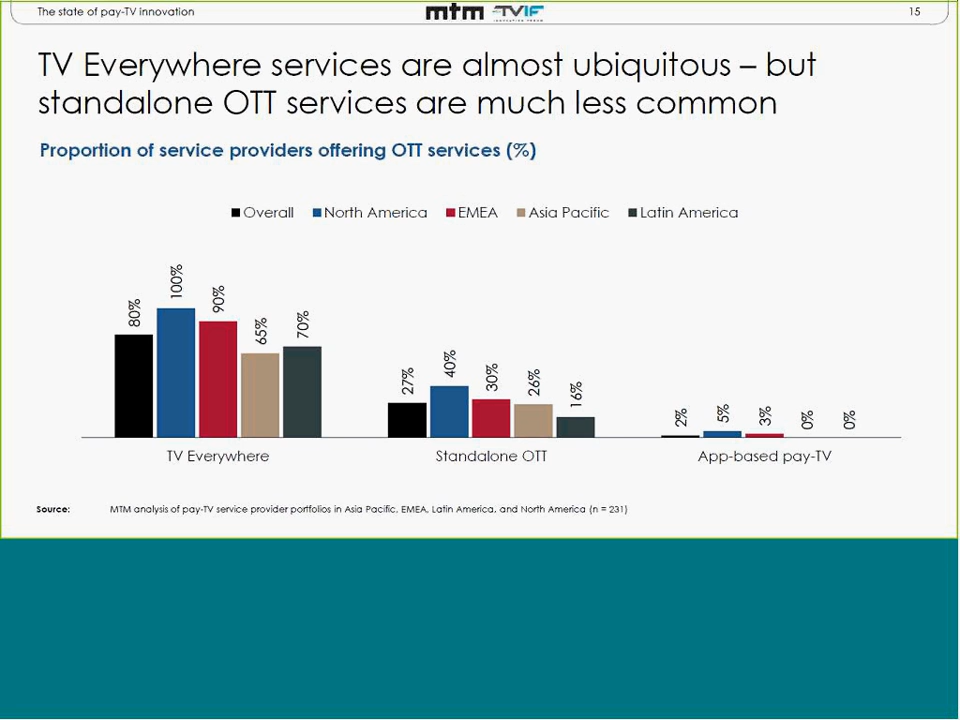 The state of pay-TV innovation mtm TVIF 15
INNOVATION FORUM
TV Everywhere services are almost ubiquitous – but
standalone OTT services are much less common
Proportion of service providers offering OTT services (%)
Overall North America EMEA Asia Pacific Latin America
80% 100% 90% 65% 70% 27% 40% 30% 26% 16% 2% 5% 3% 0% 0%
TV Everywhere Standalone OTT App-based pay-TV
Source: MTM analysis of pay-TV service provider portfolios in Asia Pacific, EMEA, Latin America, and North America (n = 231)